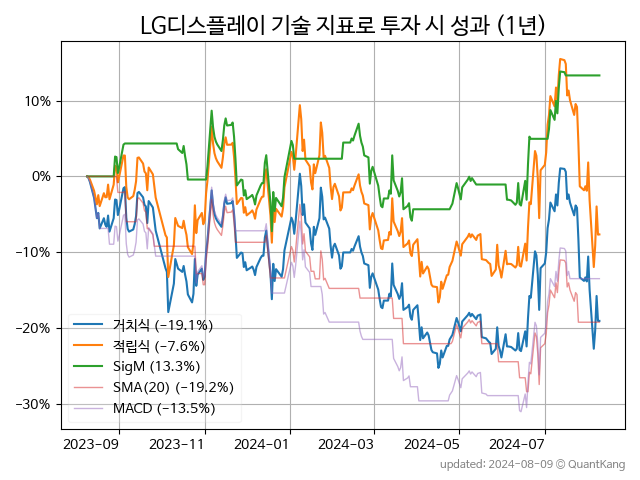 LG디스플레이 기술 지표로 투자 시 성과 (1년)
10%
0%
−10%
−20%
−30%
거치식 (−19.1%)
적립식 (−7.6%)
SigM (13.3%)
SMA(20) (−19.2%)
MACD (−13.5%)
2023-09 2023-11 2024-01 2024-03 2024-05 2024-07
updated: 2024-08-09 © QuantKang